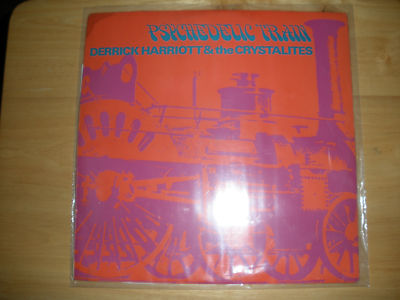 PSYCHEDELIC TRAIN
DERRICK HARRIOTT & the CRYSTALITES